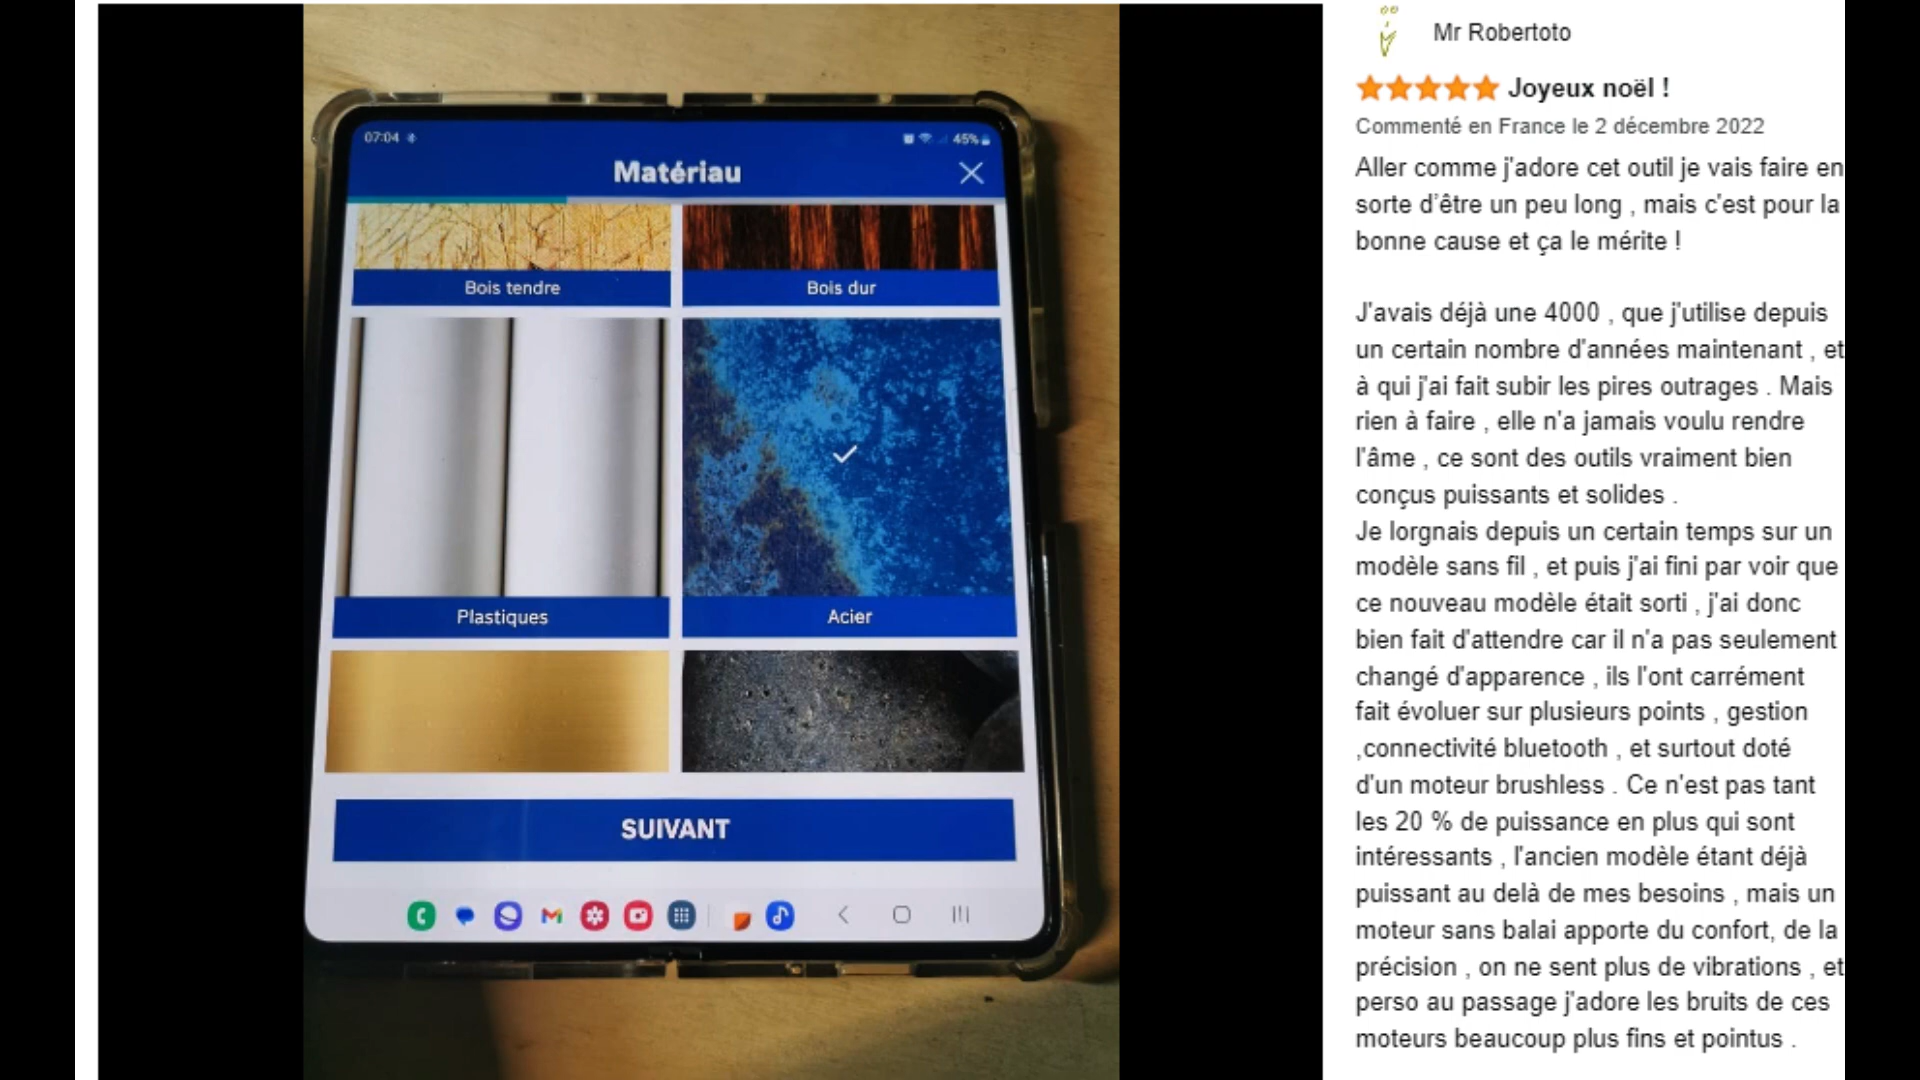 07:04
45%
Matériau
Bois tendre
Bois dur
Plastiques
Acier
SUIVANT
Mr Robertoto
Joyeux noël !
Commenté en France le 2 décembre 2022
Aller comme j'adore cet outil je vais faire en
sorte d'être un peu long , mais c'est pour la
bonne cause et ça le mérite !
J'avais déjà une 4000 , que j'utilise depuis
un certain nombre d'années maintenant , et
à qui j'ai fait subir les pires outrages . Mais
rien à faire , elle n'a jamais voulu rendre
l'âme , ce sont des outils vraiment bien
conçus puissants et solides .
Je lorgnais depuis un certain temps sur un
modèle sans fil , et puis j'ai fini par voir que
ce nouveau modèle était sorti , j'ai donc
bien fait d'attendre car il n'a pas seulement
changé d'apparence , ils l'ont carrément
fait évoluer sur plusieurs points , gestion
,connectivité bluetooth , et surtout doté
d'un moteur brushless . Ce n'est pas tant
les 20 % de puissance en plus qui sont
intéressants , l'ancien modèle étant déjà
puissant au delà de mes besoins , mais un
moteur sans balai apporte du confort, de la
précision , on ne sent plus de vibrations , et
perso au passage j'adore les bruits de ces
moteurs beaucoup plus fins et pointus .